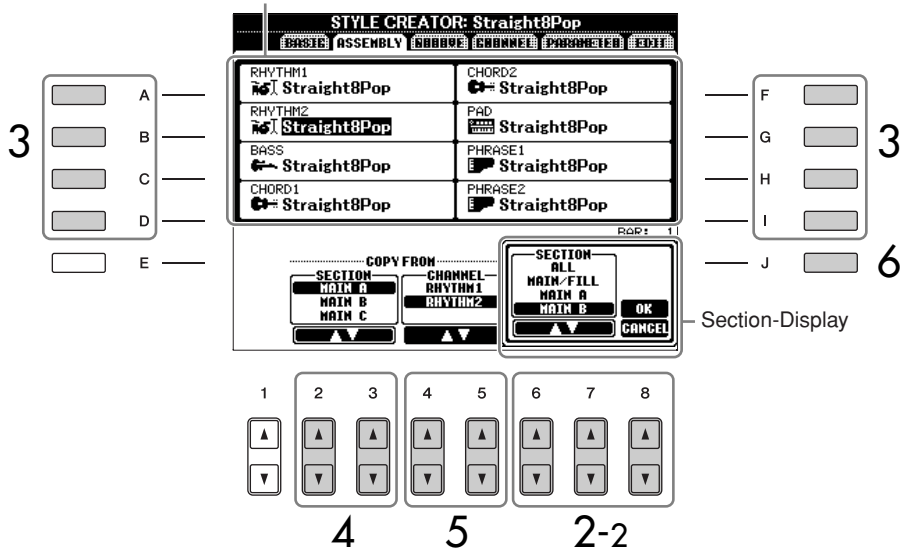 STYLE CREATOR: Straight8Pop
BASIC ASSEMBLY GROOVE CHANNEL PARAMETER EDIT
RHYTHM1
Straight8Pop
CHORD2
Straight8Pop
RHYTHM2
Straight8Pop
PAD
Straight8Pop
BASS
Straight8Pop
PHRASE1
Straight8Pop
CHORD1
Straight8Pop
PHRASE2
Straight8Pop
3
A
B
C
D
E
F
G
H
I
J
3
6
BAR: 1
COPY FROM
SECTION
MAIN A
MAIN B
MAIN C
CHANNEL
RHYTHM1
RHYTHM2
SECTION
ALL
MAIN/FILL
MAIN A
MAIN B
OK
CANCEL
Section-Display
1 2 3 4 5 6 7 8
4 5 2-2